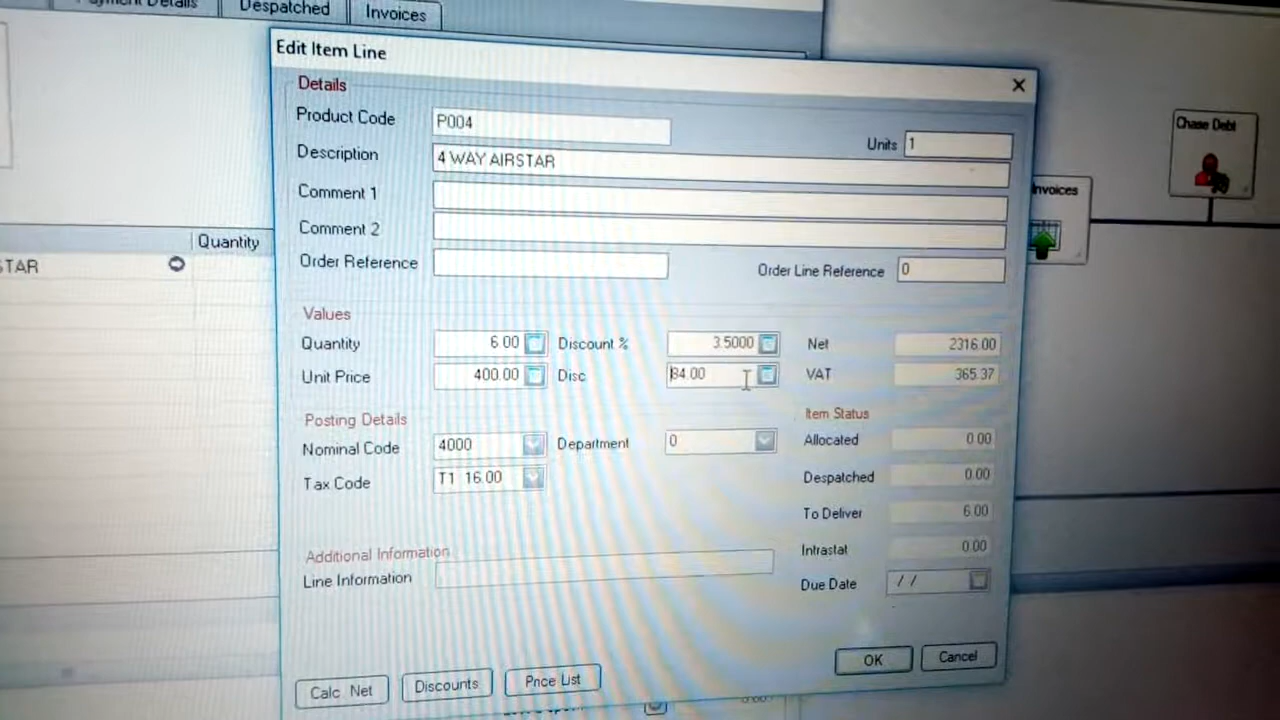 Payment Details Despatched Invoices
Edit Item Line
Details
Product Code P004
Units 1
Description 4 WAY AIRSTAR
Comment 1
Comment 2
Order Reference
Order Line Reference 0
Chase Debt
Invoices
Quantity
STAR
Values
Quantity 6.00 Discount % 3.5000 Net 2316.00
Unit Price 400.00 Disc 84.00 VAT 365.37
Posting Details
Item Status
Nominal Code 4000 Department 0 Allocated 0.00
Tax Code T1 16.00 Despatched 0.00
To Deliver 6.00
Additional Information
Intrastat 0.00
Line Information
Due Date / /
OK Cancel
Calc. Net Discounts Price List